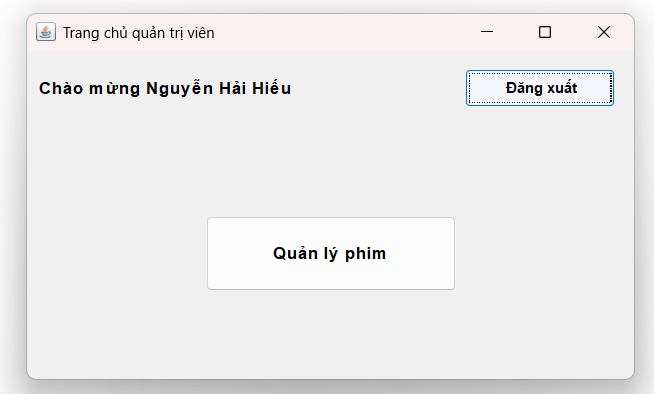 Trang chủ quản trị viên
Chào mừng Nguyễn Hải Hiếu
Đăng xuất
Quản lý phim